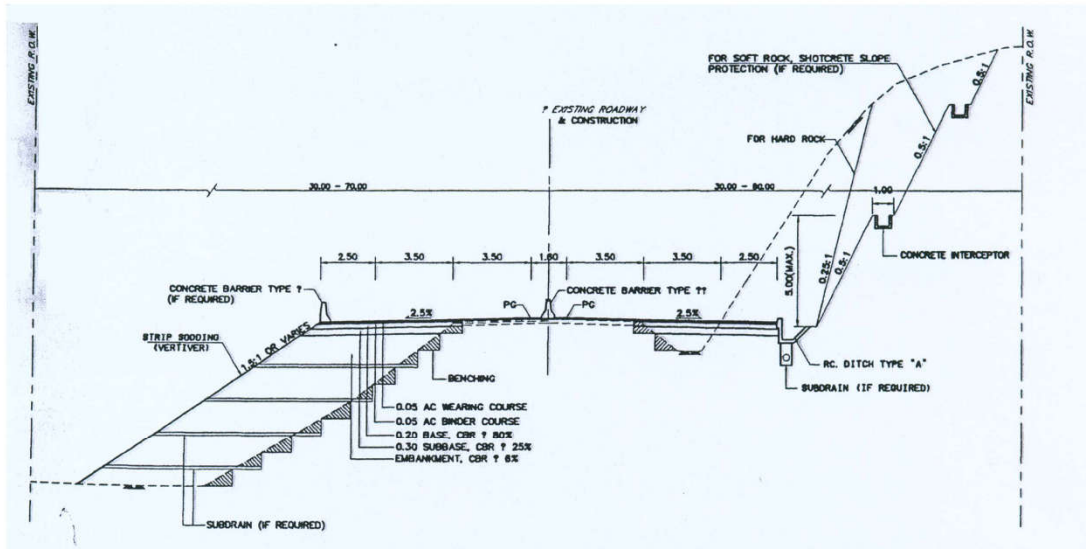 EXISTING R.O.W.
EXISTING R.O.W.
FOR SOFT ROCK, SHOTCRETE SLOPE
PROTECTION (IF REQUIRED)
0.5:1
? EXISTING ROADWAY
& CONSTRUCTION
FOR HARD ROCK
0.5:1
30.00 - 70.00
30.00 - 80.00
1.00
2.50
3.50
3.50
1.60
3.50
3.50
2.50
5.00(MAX.)
0.25:1
0.5:1
CONCRETE INTERCEPTOR
CONCRETE BARRIER TYPE ?
(IF REQUIRED)
CONCRETE BARRIER TYPE ??
2.5%
PG
PG
2.5%
STRIP SODDING
(VERTIVER)
1.5:1 OR VARIES
RC. DITCH TYPE "A"
BENCHING
SUBDRAIN (IF REQUIRED)
0.05 AC WEARING COURSE
0.05 AC BINDER COURSE
0.20 BASE, CBR ? 80%
0.30 SUBBASE, CBR ? 25%
EMBANKMENT, CBR ? 6%
SUBDRAIN (IF REQUIRED)